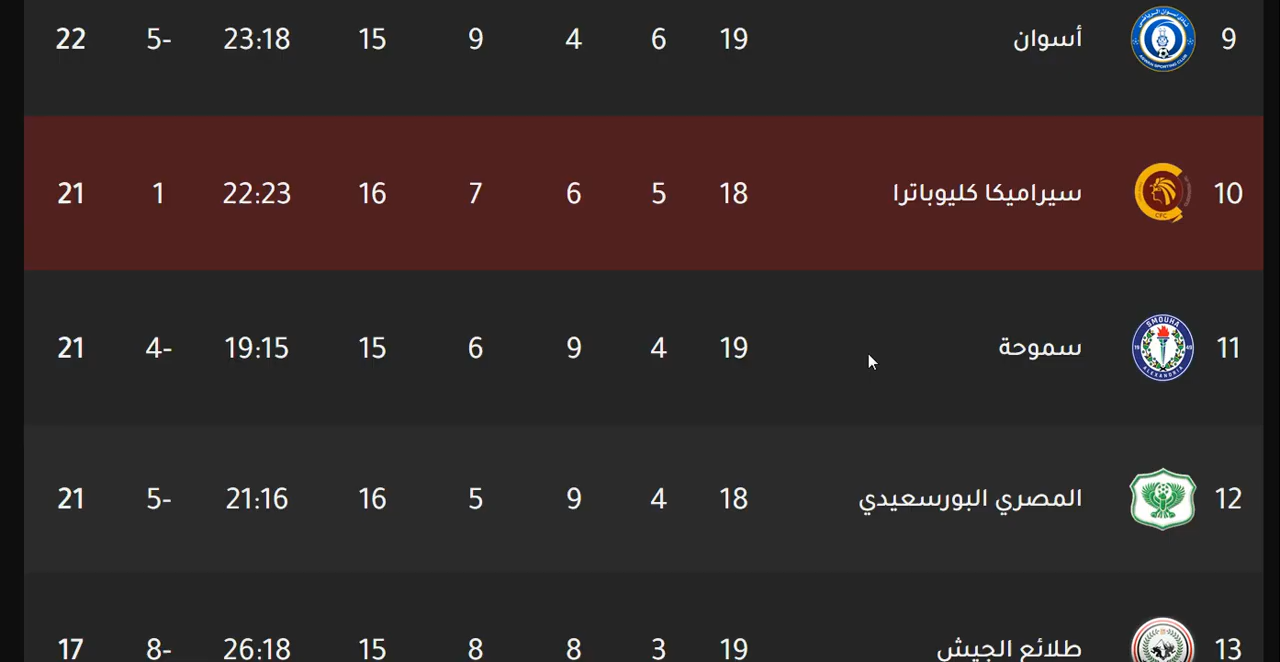 9 أسوان 19 6 4 9 15 23:18 5- 22
10 سيراميكا كليوباترا 18 5 6 7 16 22:23 1 21
CFC
11 سموحة 19 4 9 6 15 19:15 4- 21
SMOUHA
ALEXANDRIA
12 المصري البورسعيدي 18 4 9 5 16 21:16 5- 21
13 طلائع الجيش 19 3 8 8 15 26:18 8- 17